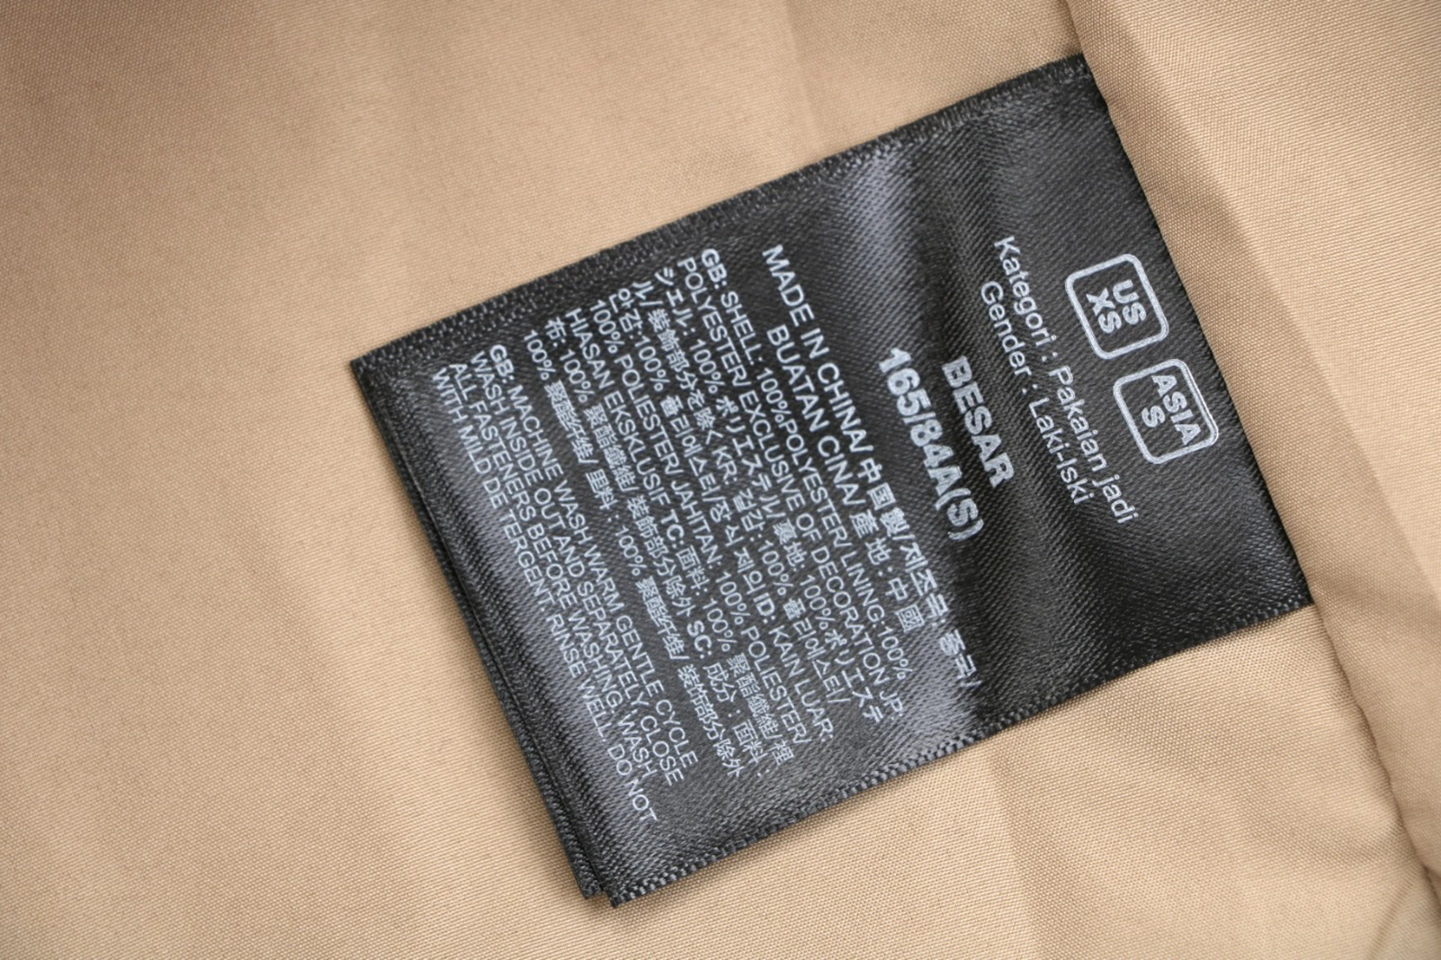 US
XS
ASIA
S
Kategori : Pakaian jadi
Gender : Laki-lski
BESAR
165/84A(S)
MADE IN CHINA/ 中国製/제조국:중국/
BUATAN CINA/ 產 地 : 中 國
GB: SHELL: 100%POLYESTER/ LINING:100%
POLYESTER/ EXCLUSIVE OF DECORATION JP:
シェル: 100% ポリエステル/ 裏地: 100% ポリエステ
ル/ 装飾部分を除く KR: 겉감: 100% 폴리에스터/
안감:100% 폴리에스터/장식 제외 ID: KAIN LUAR:
100% POLIESTER/ JAHITAN: 100% POLIESTER/
HIASAN EKSKLUSIF TC: 面料: 100% 聚酯纖維/ 裡
布: 100% 聚酯纖維/ 裝飾部分除外 SC: 成分 : 面料 :
100% 聚酯纤维/ 里料 : 100% 聚酯纤维/ 装饰部分除外
GB: MACHINE WASH WARM GENTLE CYCLE
WASH INSIDE OUT AND SEPARATELY, CLOSE
ALL FASTENERS BEFORE WASHING, WASH
WITH MILD DETERGENT. RINSE WELL. DO NOT